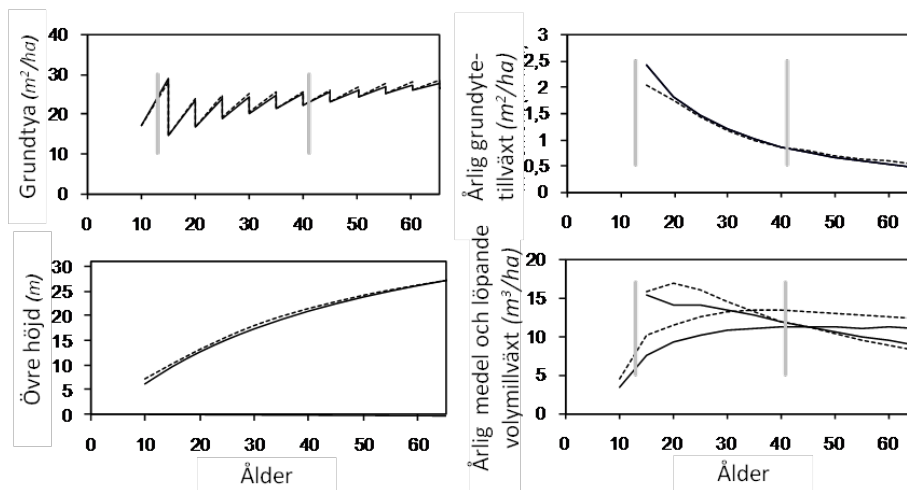 Grundtya (m²/ha)
40
30
20
10
0
0 10 20 30 40 50 60
Årlig grundyte-
tillväxt (m²/ha)
3
2,5
2
1,5
1
0,5
0
0 10 20 30 40 50 60
Övre höjd (m)
30
25
20
15
10
5
0
0 10 20 30 40 50 60
Ålder
Årlig medel och löpande
volymillväxt (m³/ha)
20
15
10
5
0
0 10 20 30 40 50 60
Ålder